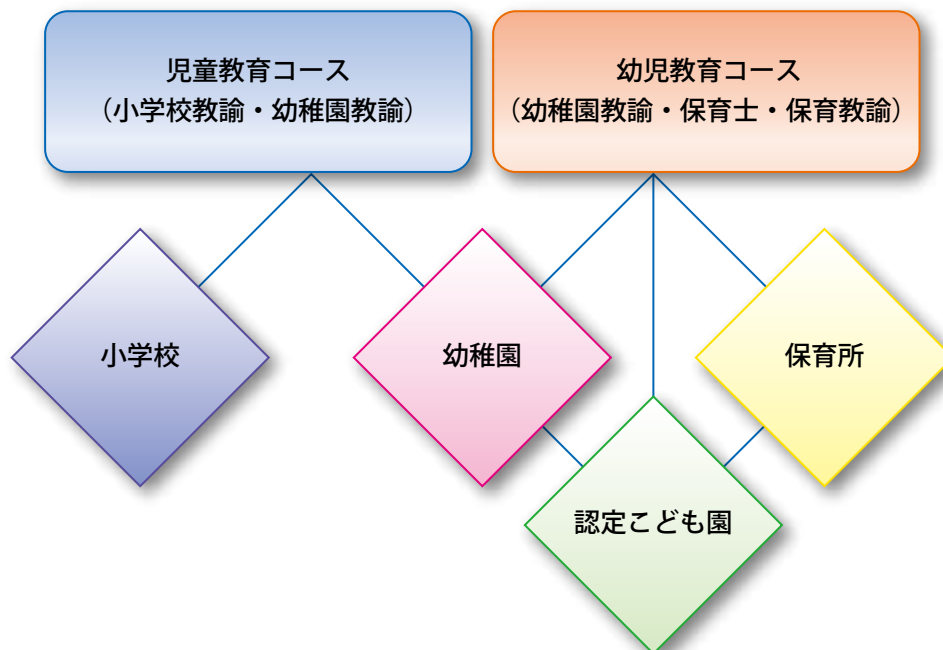 児童教育コース
（小学校教諭・幼稚園教諭）
幼児教育コース
（幼稚園教諭・保育士・保育教諭）
小学校
幼稚園
保育所
認定こども園